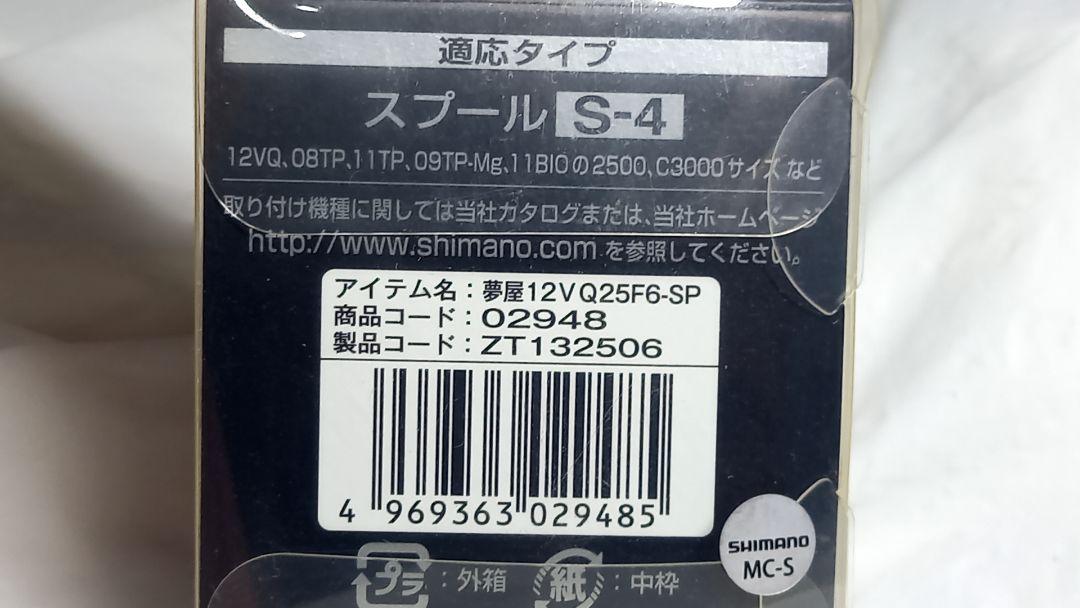 適応タイプ
スプール S-4
12VQ、08TP、11TP、09TP-Mg、11BIOの2500、C3000サイズ など
取り付け機種に関しては当社カタログまたは、当社ホームページ
http://www.shimano.com を参照してください。
アイテム名:夢屋12VQ25F6-SP
商品コード:02948
製品コード:ZT132506
4 969363 029485
SHIMANO
MC-S
プラ:外箱 紙:中枠